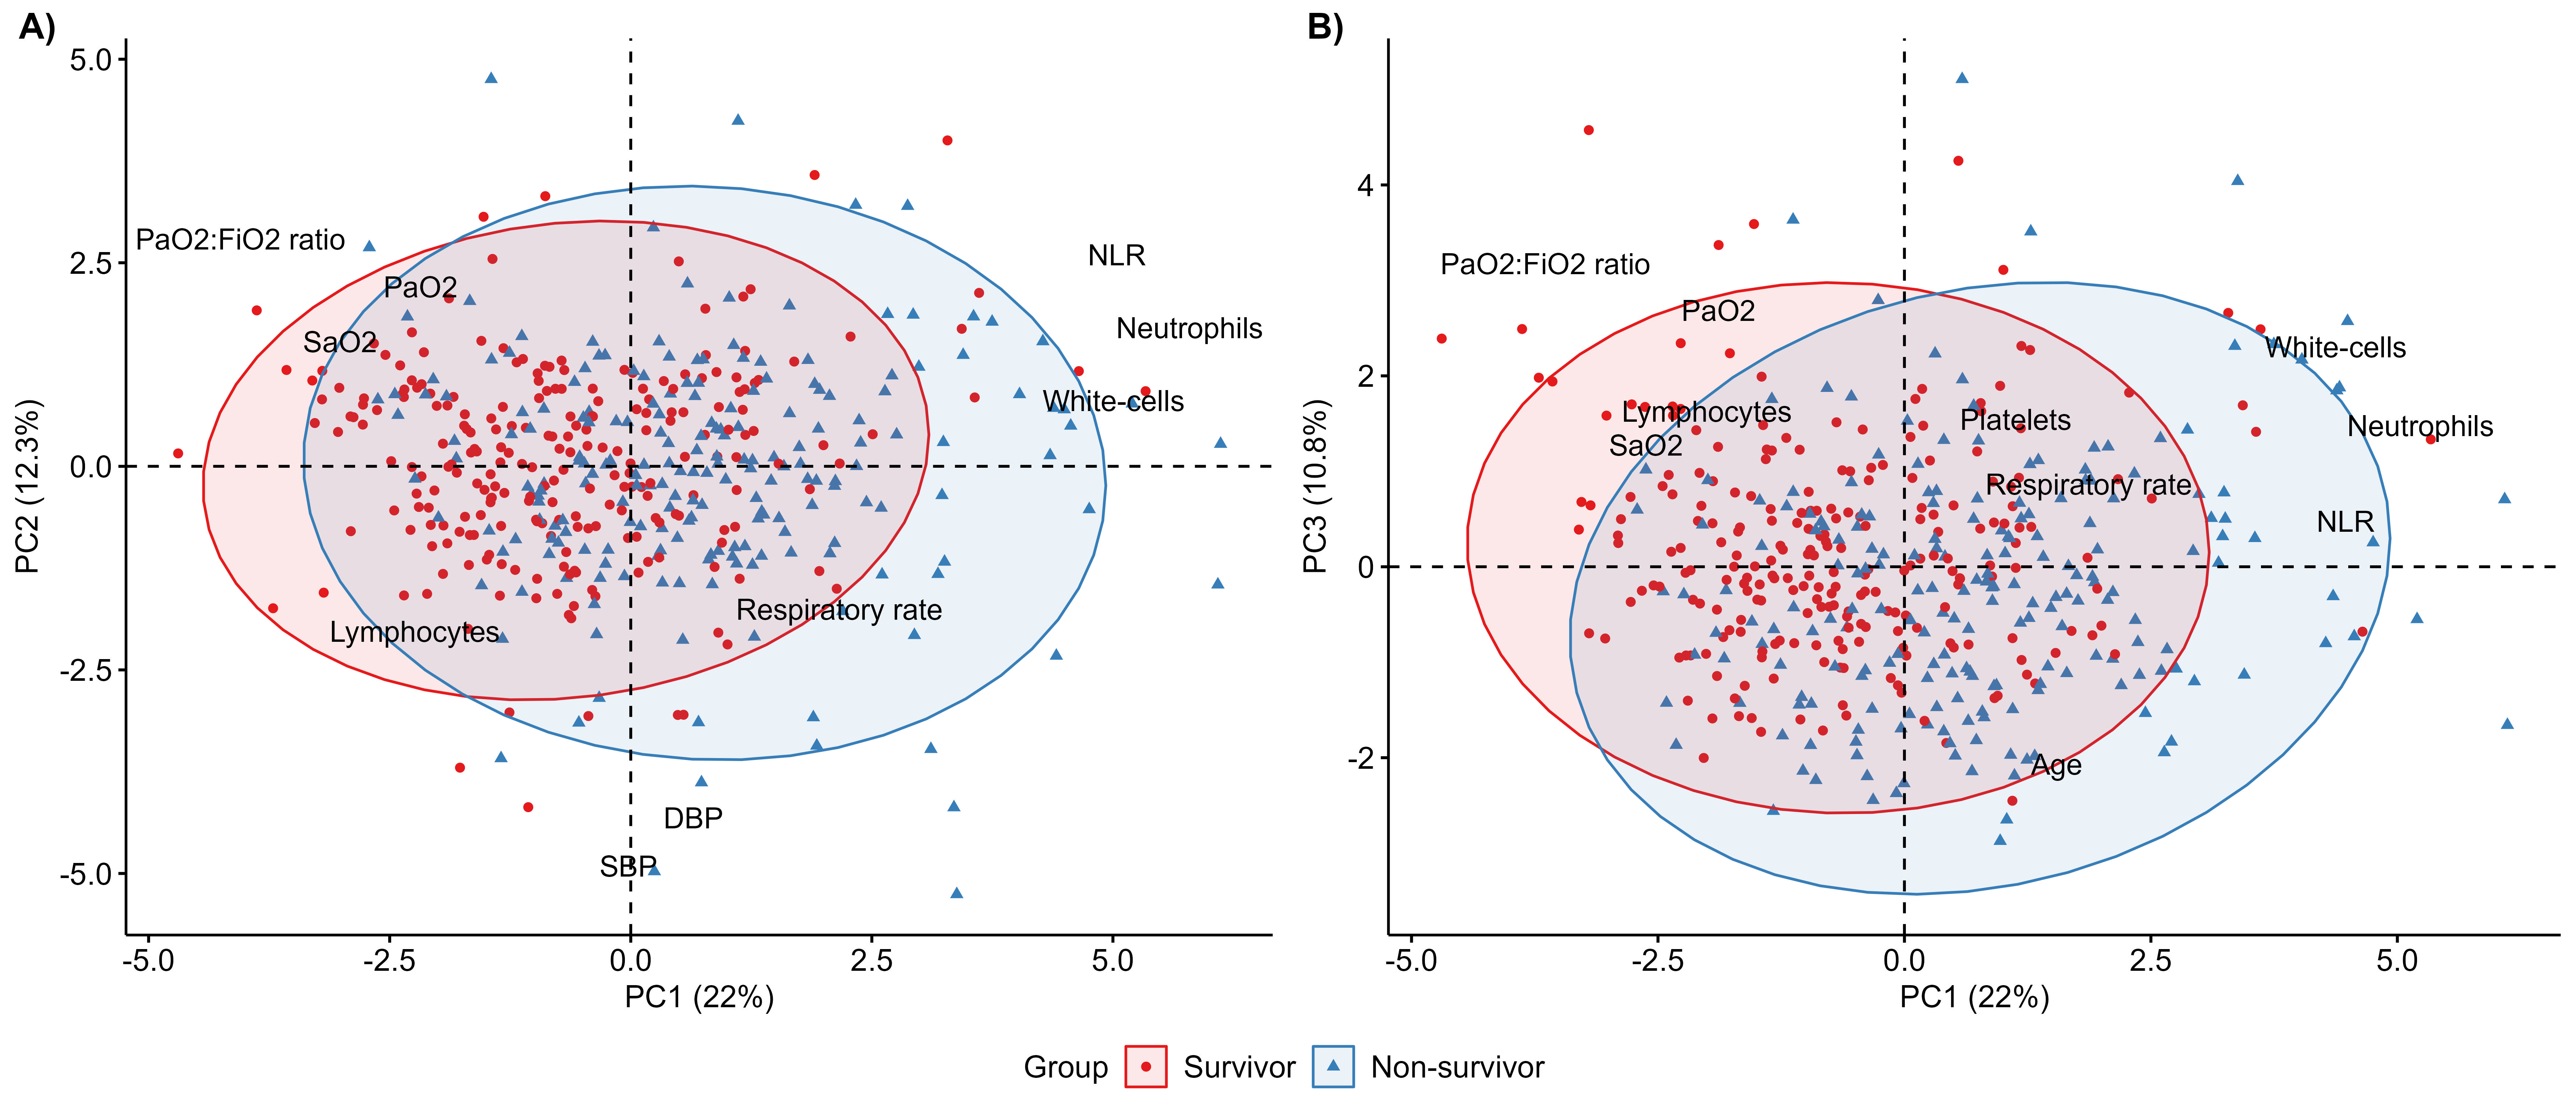 A)
5.0
2.5
0.0
-2.5
-5.0
PC2 (12.3%)
PaO2:FiO2 ratio
NLR
PaO2
Neutrophils
SaO2
White-cells
Respiratory rate
Lymphocytes
DBP
SBP
-5.0 -2.5 0.0 2.5 5.0
PC1 (22%)
B)
4
2
0
-2
PC3 (10.8%)
PaO2:FiO2 ratio
PaO2
White-cells
Lymphocytes
Platelets
Neutrophils
SaO2
Respiratory rate
NLR
Age
-5.0 -2.5 0.0 2.5 5.0
PC1 (22%)
Group Survivor Non-survivor